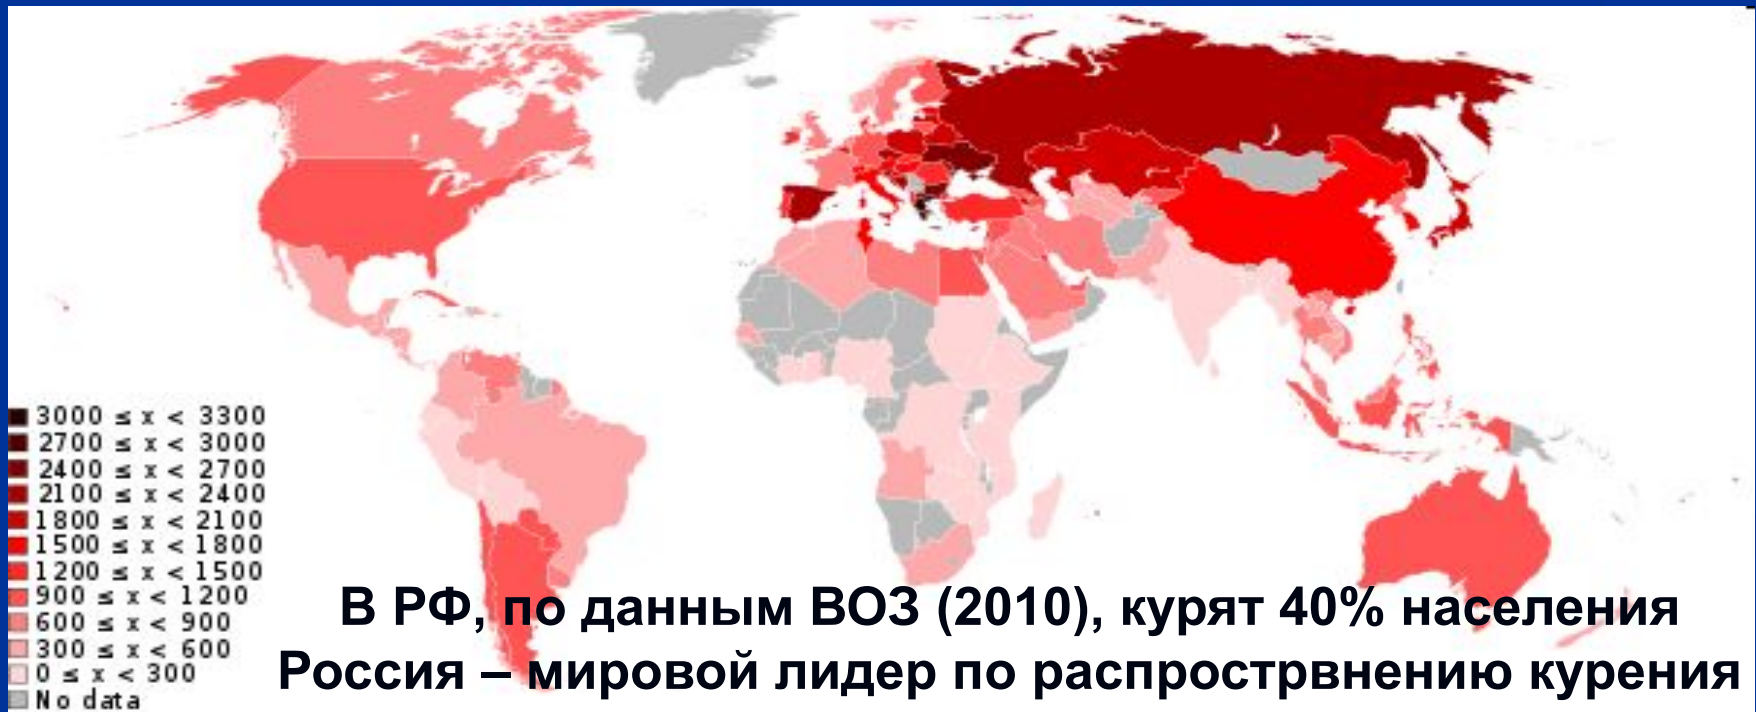 3000 ≤ x < 3300
2700 ≤ x < 3000
2400 ≤ x < 2700
2100 ≤ x < 2400
1800 ≤ x < 2100
1500 ≤ x < 1800
1200 ≤ x < 1500
900 ≤ x < 1200
600 ≤ x < 900
300 ≤ x < 600
0 ≤ x < 300
No data
В РФ, по данным ВОЗ (2010), курят 40% населения
Россия – мировой лидер по распрострвнению курения